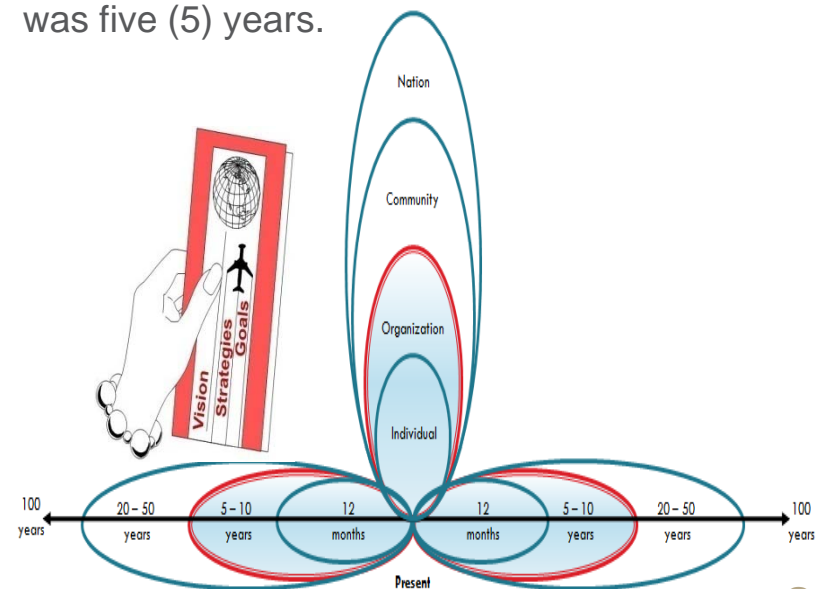 was five (5) years.
Nation
Community
Organization
Individual
Vision
Strategies
Goals
100
years
20 – 50
years
5 – 10
years
12
months
12
months
5 – 10
years
20 – 50
years
100
years
Present